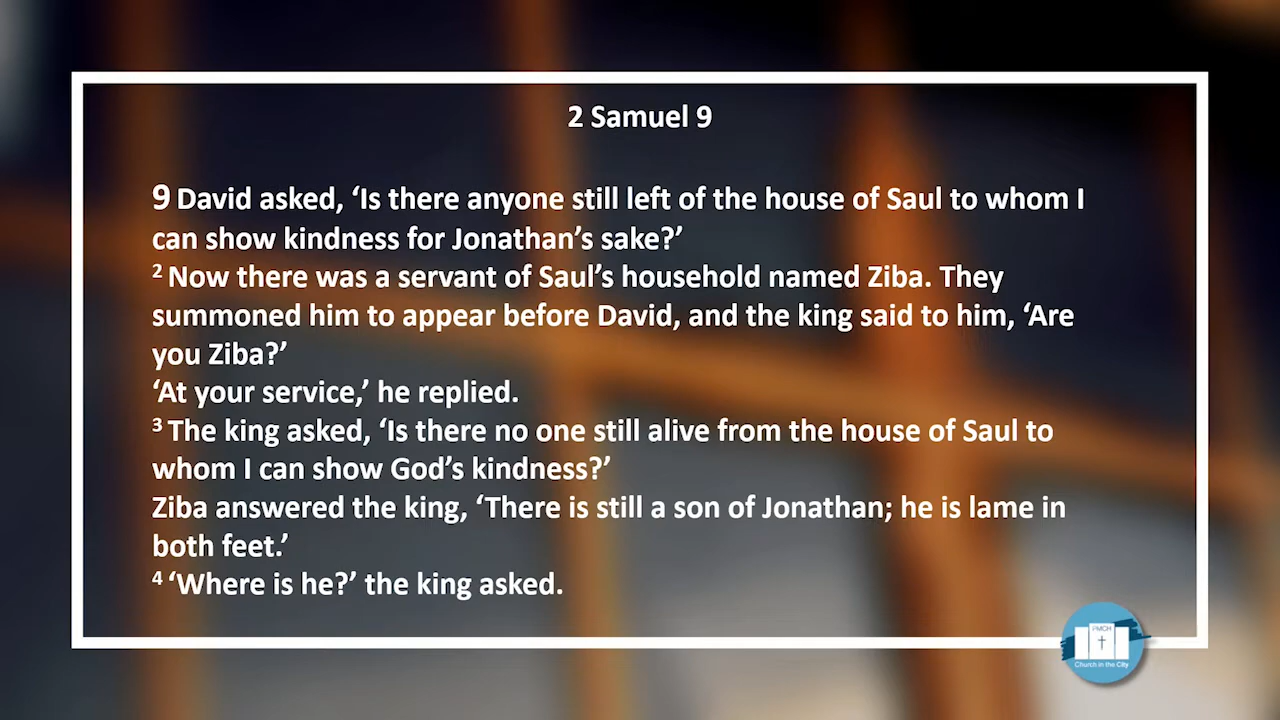 2 Samuel 9
9 David asked, ‘Is there anyone still left of the house of Saul to whom I
can show kindness for Jonathan’s sake?’
2 Now there was a servant of Saul’s household named Ziba. They
summoned him to appear before David, and the king said to him, ‘Are
you Ziba?’
‘At your service,’ he replied.
3 The king asked, ‘Is there no one still alive from the house of Saul to
whom I can show God’s kindness?’
Ziba answered the king, ‘There is still a son of Jonathan; he is lame in
both feet.’
4 ‘Where is he?’ the king asked.
Church in the City